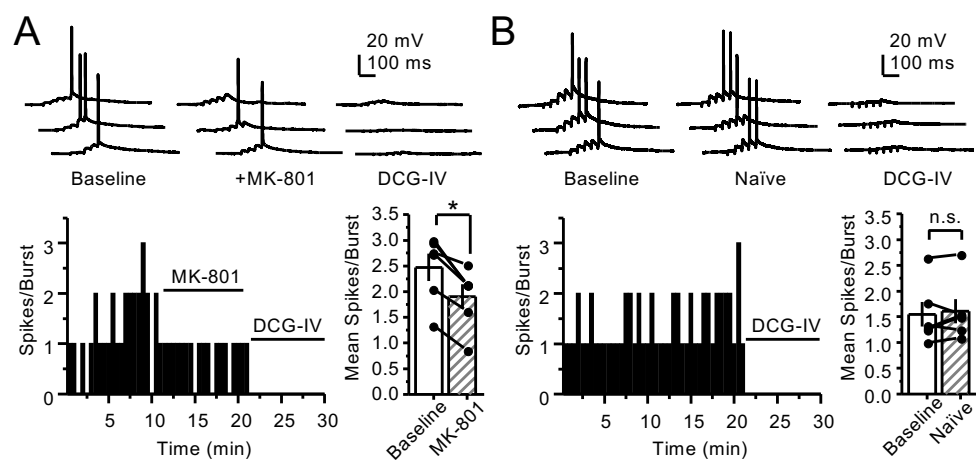 A
20 mV
100 ms
Baseline
+MK-801
DCG-IV
Spikes/Burst
3
2
1
0
MK-801
DCG-IV
5
10
15
20
25
30
Time (min)
Mean Spikes/Burst
3.5
3.0
2.5
2.0
1.5
1.0
0.5
0.0
*
Baseline
MK-801
B
20 mV
100 ms
Baseline
Naïve
DCG-IV
Spikes/Burst
3
2
1
0
DCG-IV
5
10
15
20
25
30
Time (min)
Mean Spikes/Burst
3.5
3.0
2.5
2.0
1.5
1.0
0.5
0.0
n.s.
Baseline
Naïve